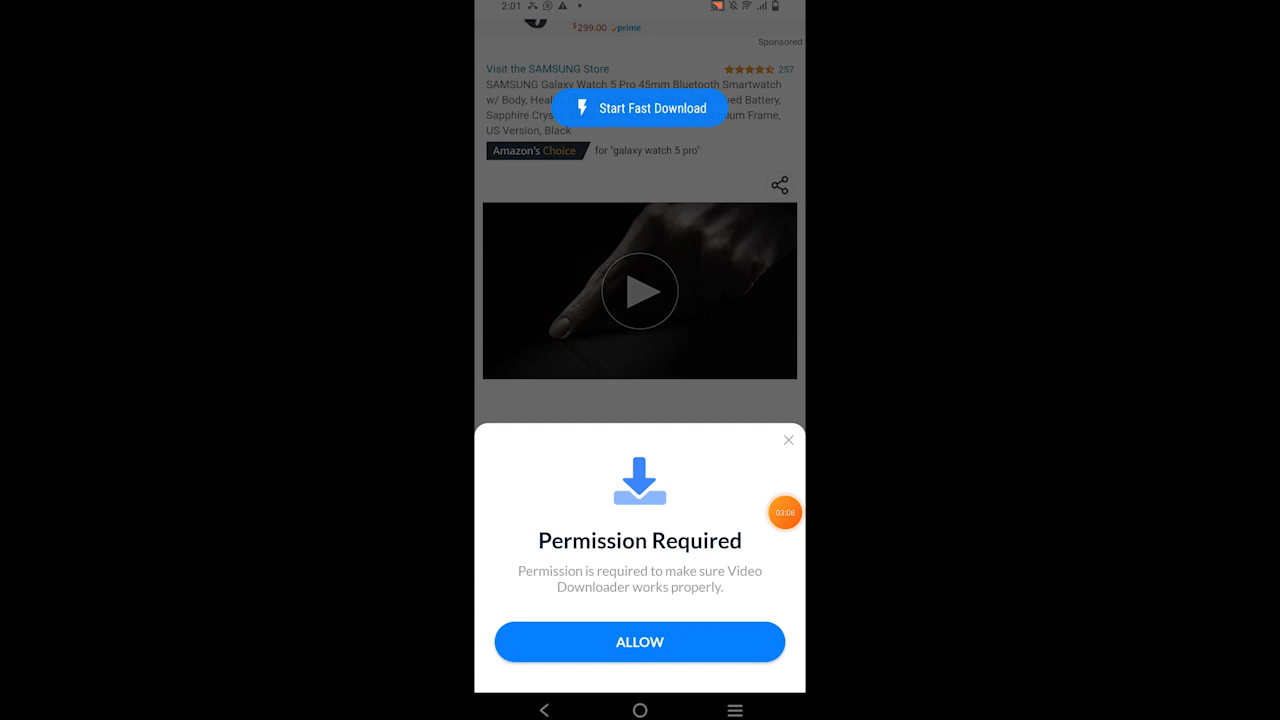 2:01
$299.00 prime
Sponsored
Visit the SAMSUNG Store 257
SAMSUNG Galaxy Watch 5 Pro 45mm Bluetooth Smartwatch
w/ Body, Heal ved Battery,
Sapphire Crys um Frame,
US Version, Black
Start Fast Download
Amazon's Choice for "galaxy watch 5 pro"
03:08
Permission Required
Permission is required to make sure Video
Downloader works properly.
ALLOW